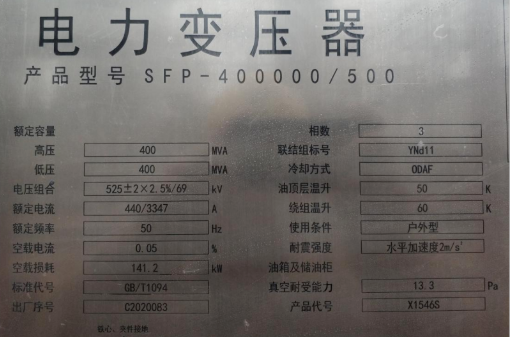 电力变压器
产品型号 SFP-400000/500
额定容量
高压 400 MVA
低压 400 MVA
电压组合 525±2×2.5%/69 kV
额定电流 440/3347 A
额定频率 50 Hz
空载电流 0.05 %
空载损耗 141.2 kW
标准代号 GB/T1094
出厂序号 C2020083
相数 3
联结组标号 YNd11
冷却方式 ODAF
油顶层温升 50 K
绕组温升 60 K
使用条件 户外型
耐震强度 水平加速度2m/s²
油箱及储油柜
真空耐受能力 13.3 Pa
产品代号 X1546S